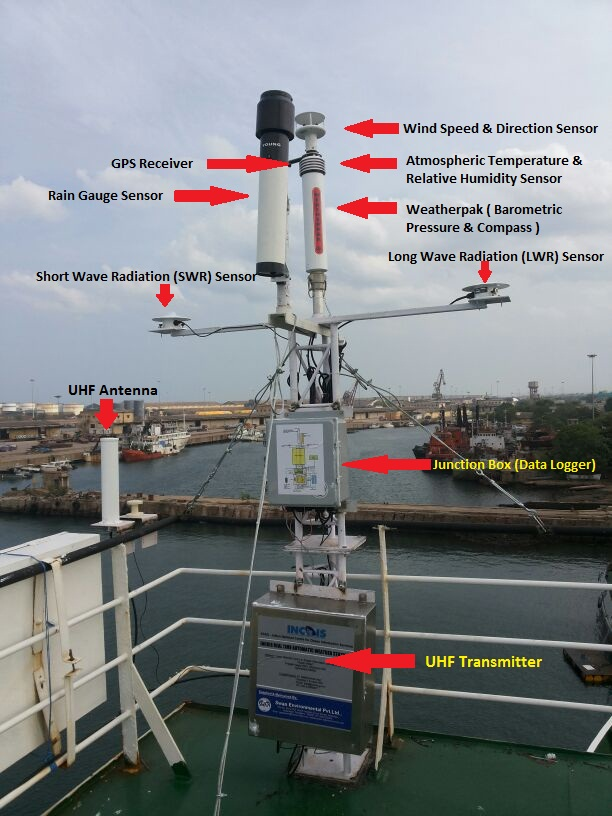 Wind Speed & Direction Sensor
YOUNG
GPS Receiver
Atmospheric Temperature &
Relative Humidity Sensor
Rain Gauge Sensor
Weatherpak ( Barometric
Pressure & Compass )
Long Wave Radiation (LWR) Sensor
Short Wave Radiation (SWR) Sensor
UHF Antenna
Junction Box (Data Logger)
INCOIS
UHF Transmitter
Swan Environmental Pvt.Ltd.